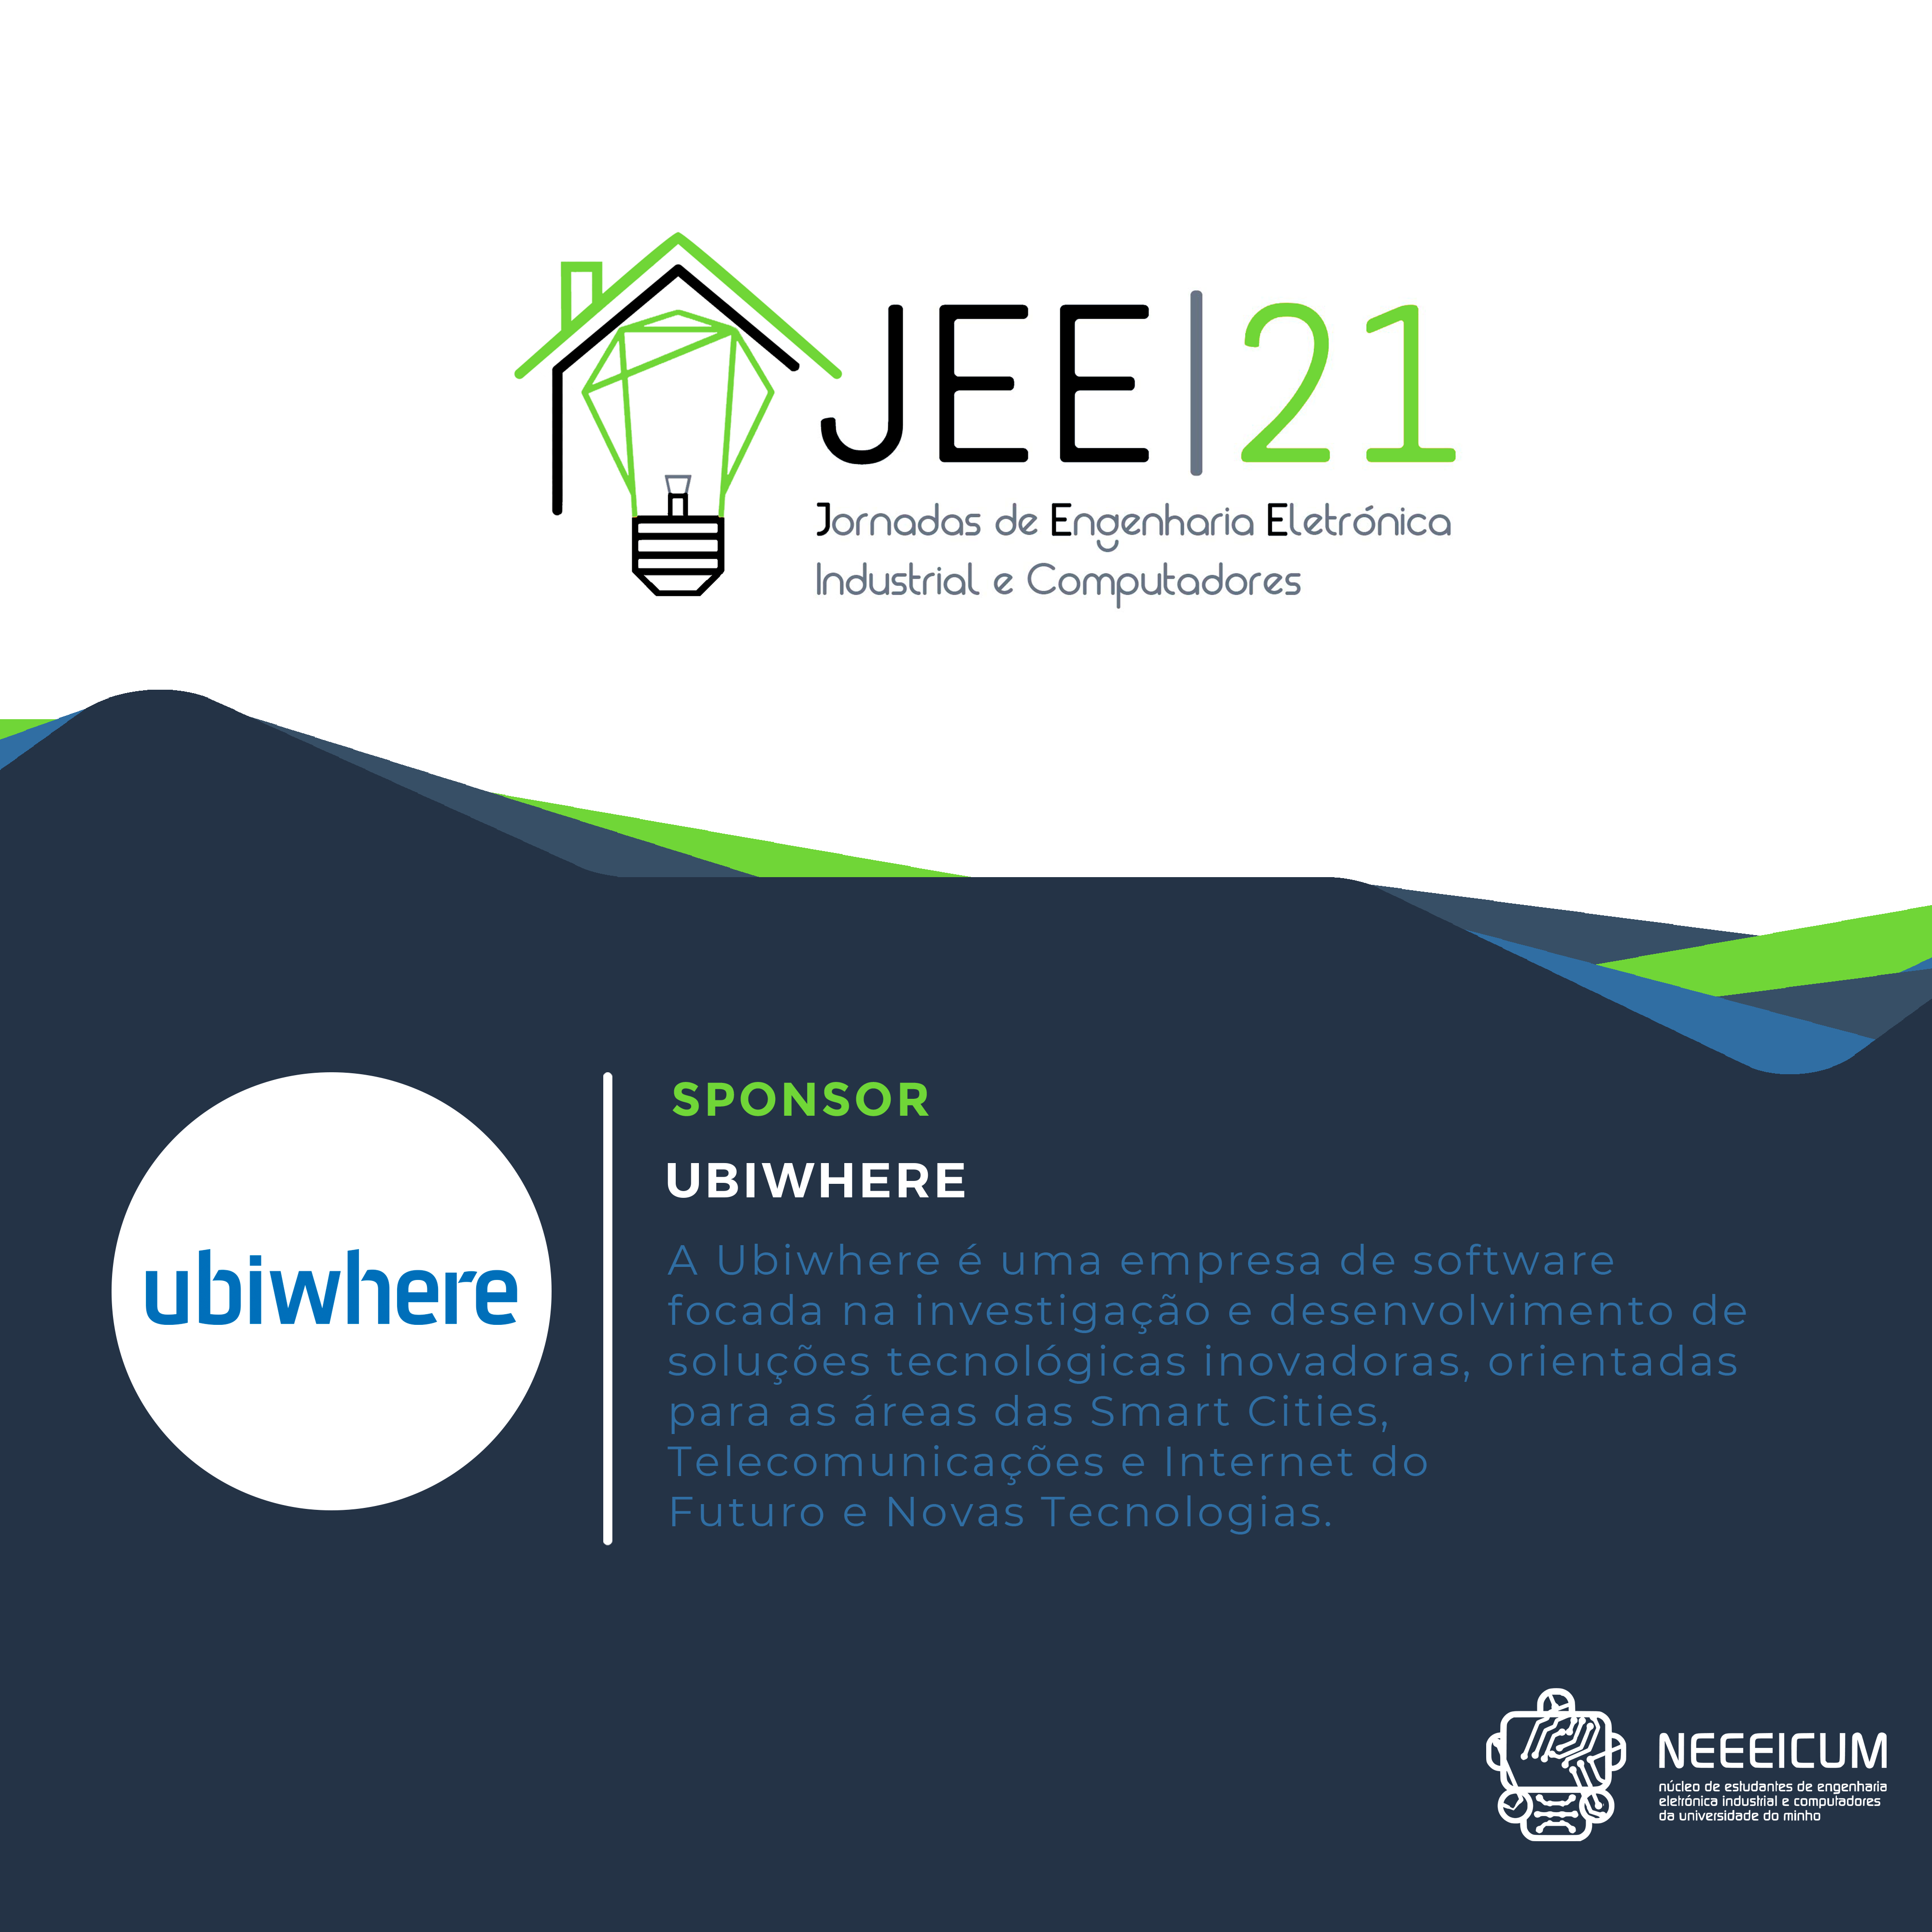 JEE|21
Jornadas de Engenharia Eletrónica
Industrial e Computadores
ubiwhere
SPONSOR
UBIWHERE
A Ubiwhere é uma empresa de software
focada na investigação e desenvolvimento de
soluções tecnológicas inovadoras, orientadas
para as áreas das Smart Cities,
Telecomunicações e Internet do
Futuro e Novas Tecnologias.
NEEEICUM
núcleo de estudantes de engenharia
eletrónica industrial e computadores
da universidade do minho